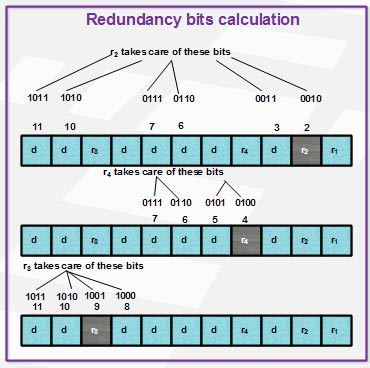 Redundancy bits calculation
r2 takes care of these bits
1011 1010 0111 0110 0011 0010
11 10 7 6 3 2
d d r8 d d d d r4 d r2 r1
r4 takes care of these bits
0111 0110 0101 0100
7 6 5 4
d d r8 d d d d r4 d r2 r1
r8 takes care of these bits
1011 1010 1001 1000
11 10 9 8
d d r8 d d d d r4 d r2 r1